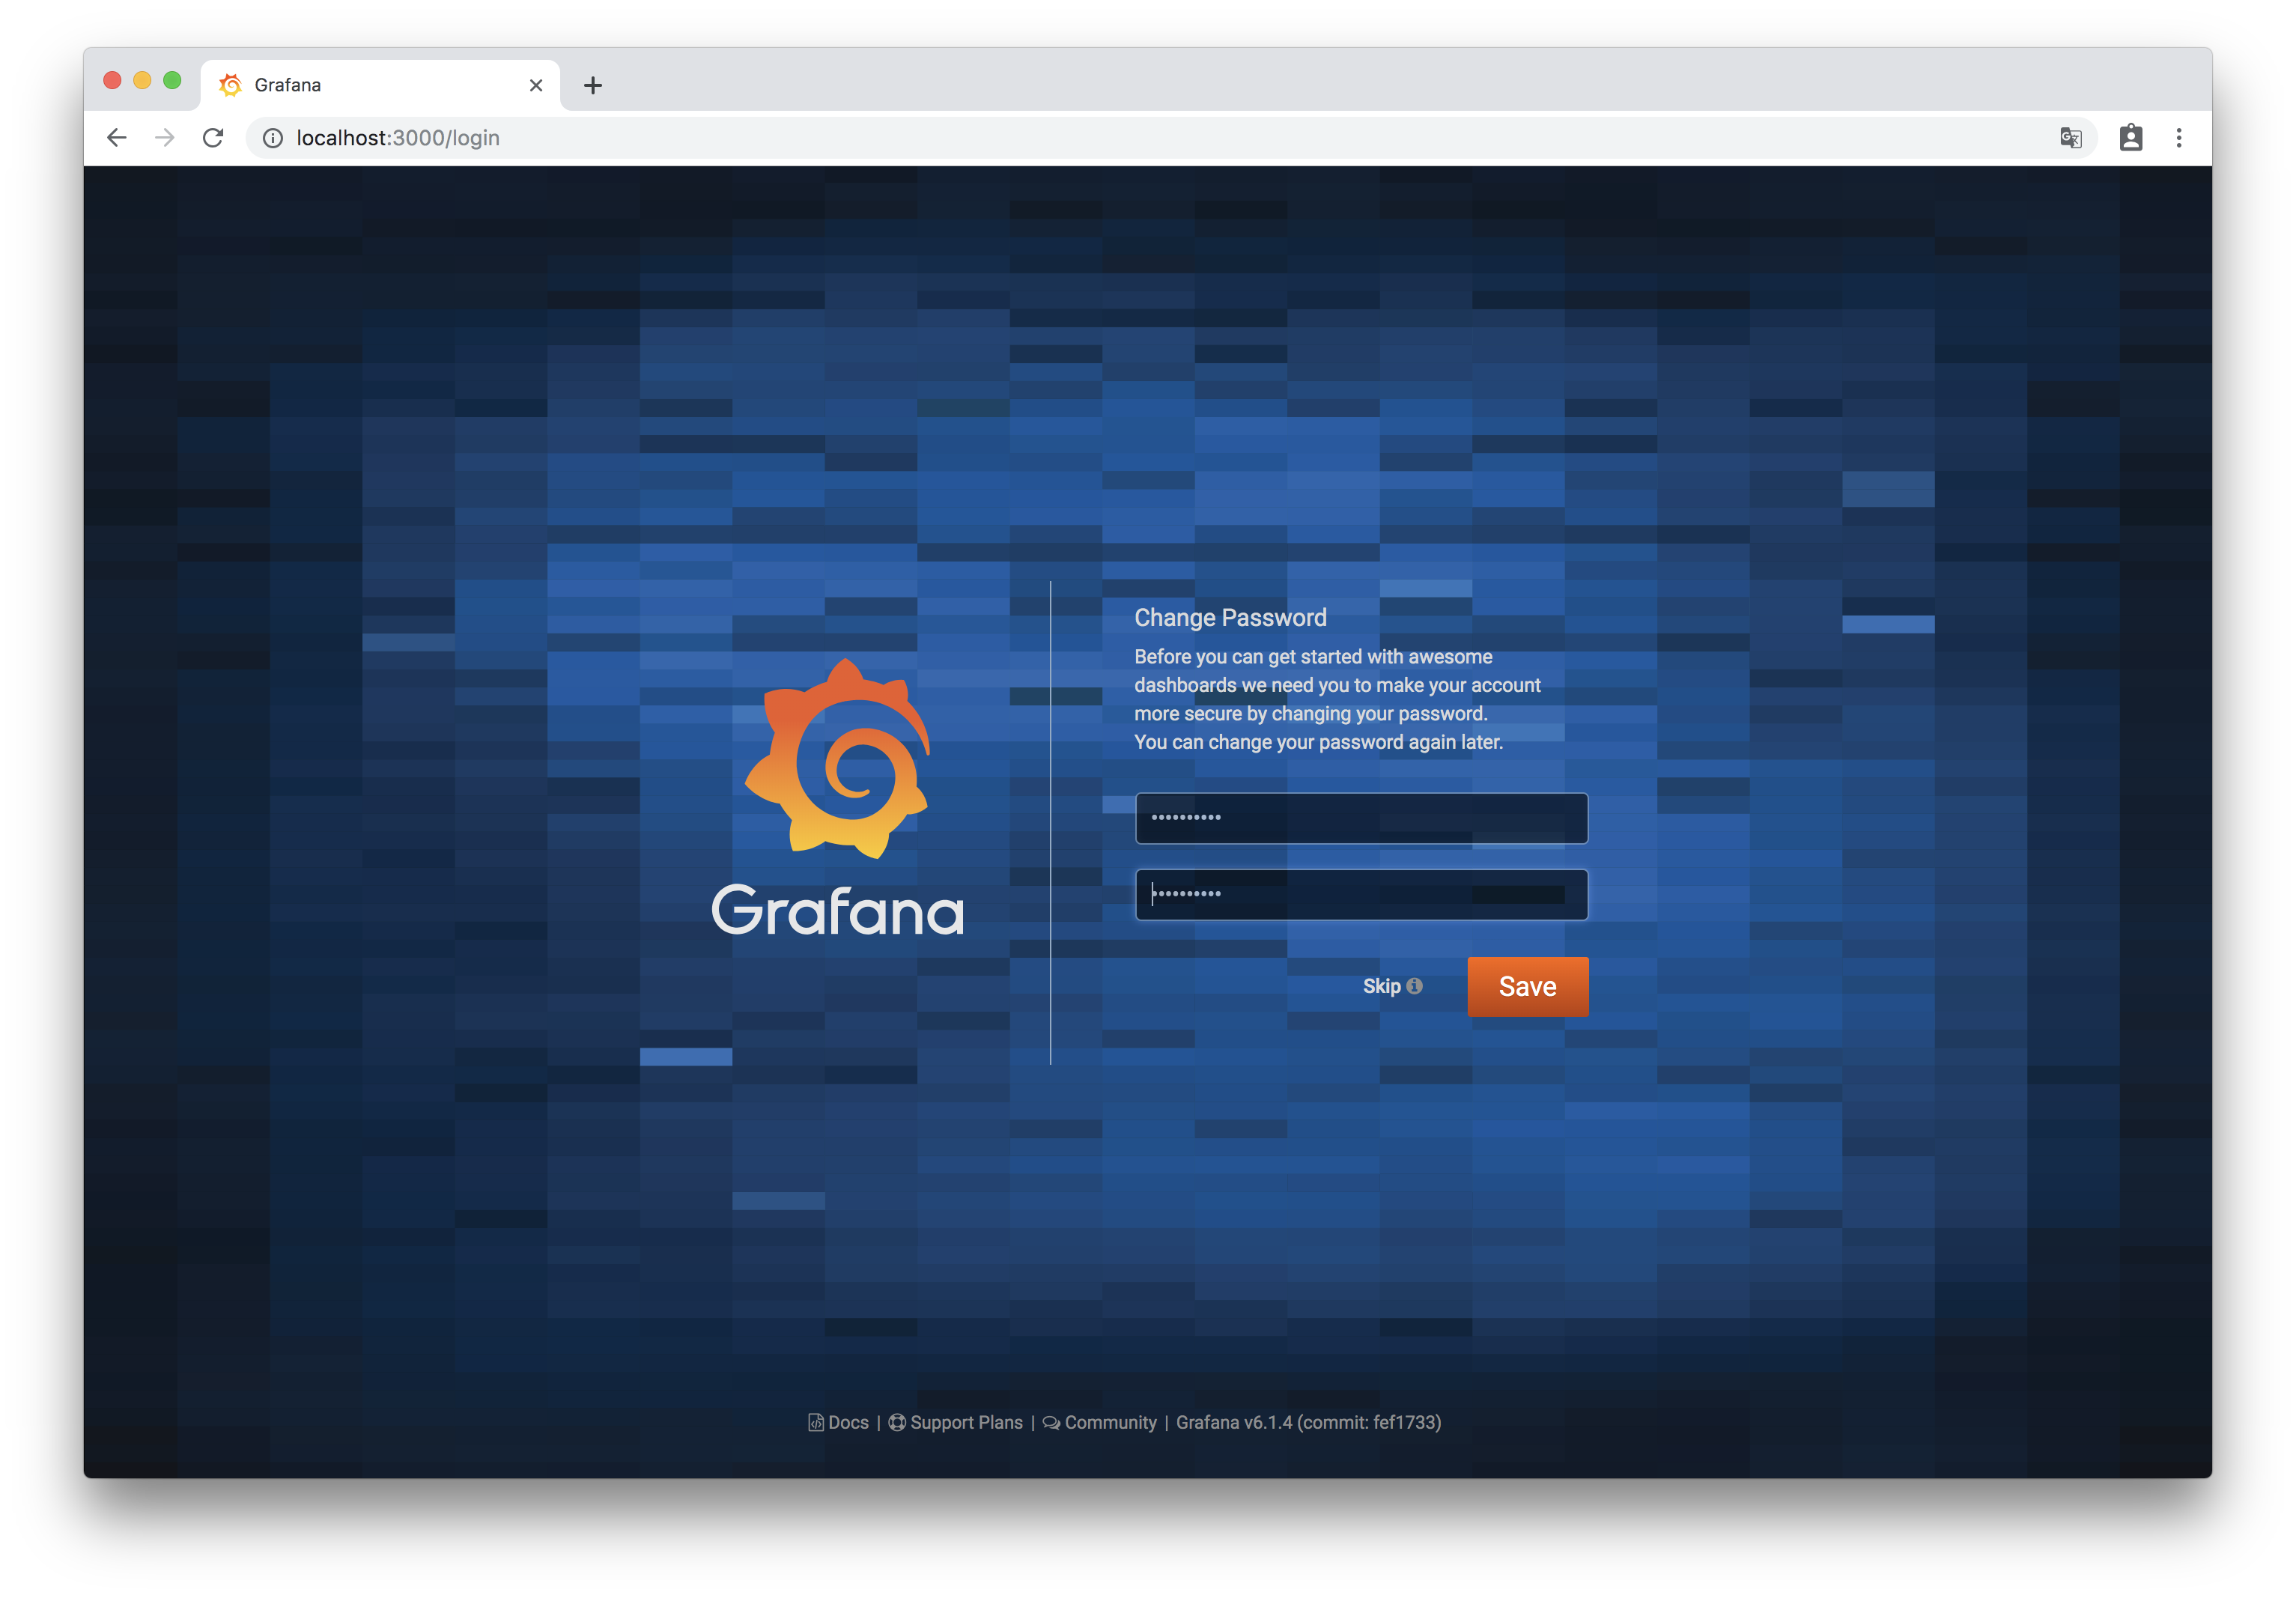 Grafana
localhost:3000/login
Change Password
Before you can get started with awesome
dashboards we need you to make your account
more secure by changing your password.
You can change your password again later.
••••••••••
••••••••••
Grafana
Skip
Save
Docs | Support Plans | Community | Grafana v6.1.4 (commit: fef1733)